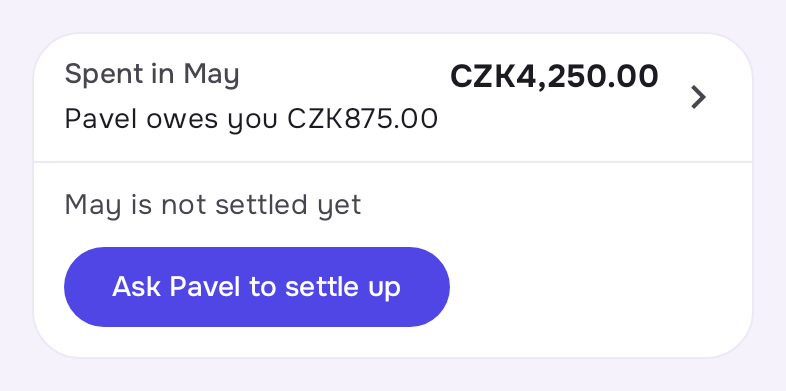 Spent in May
CZK4,250.00
Pavel owes you CZK875.00
May is not settled yet
Ask Pavel to settle up